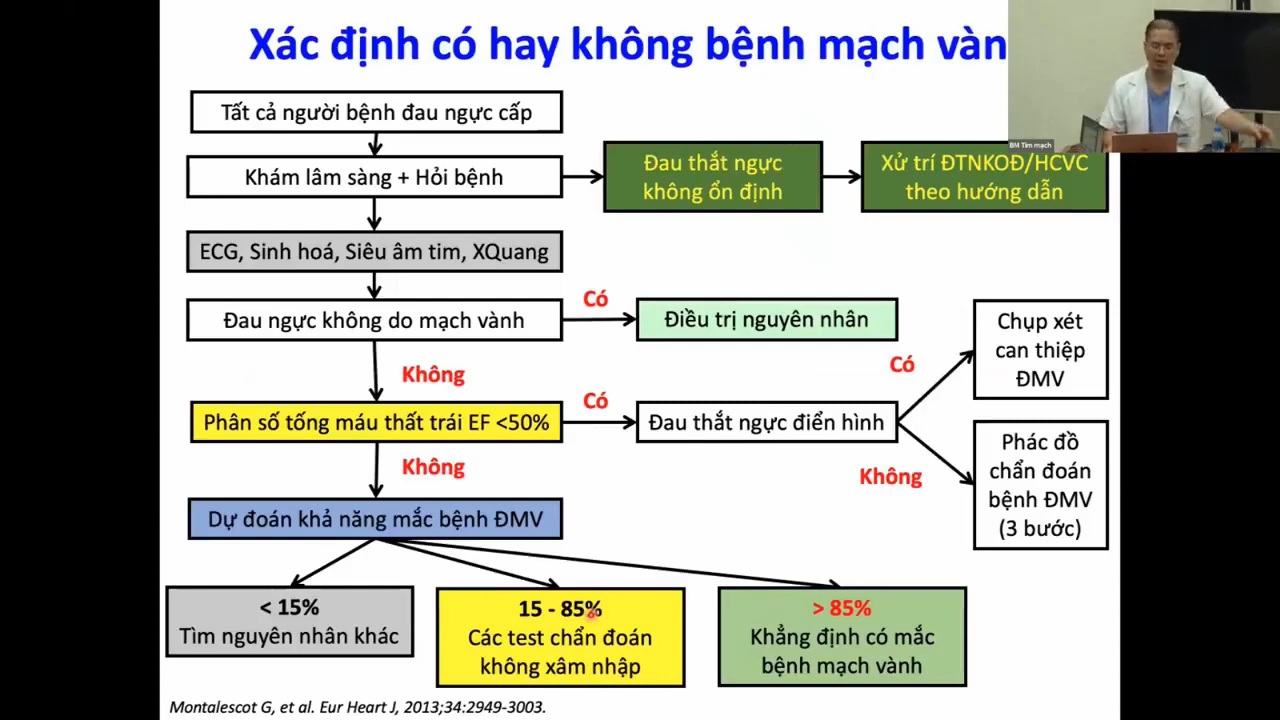 Xác định có hay không bệnh mạch vàn
BM Tim mạch
Tất cả người bệnh đau ngực cấp
Khám lâm sàng + Hỏi bệnh
Đau thắt ngực
không ổn định
Xử trí ĐTNKOĐ/HCVC
theo hướng dẫn
ECG, Sinh hoá, Siêu âm tim, XQuang
Đau ngực không do mạch vành
Có
Điều trị nguyên nhân
Không
Phân số tống máu thất trái EF <50%
Có
Đau thắt ngực điển hình
Có
Chụp xét
can thiệp
ĐMV
Không
Phác đồ
chẩn đoán
bệnh ĐMV
(3 bước)
Không
Dự đoán khả năng mắc bệnh ĐMV
< 15%
Tìm nguyên nhân khác
15 - 85%
Các test chẩn đoán
không xâm nhập
> 85%
Khẳng định có mắc
bệnh mạch vành
Montalescot G, et al. Eur Heart J, 2013;34:2949-3003.